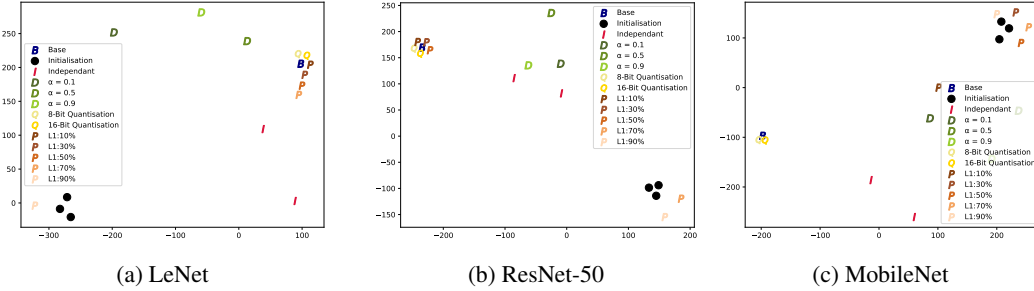 250
200
150
100
50
0
−300 −200 −100 0 100
D
D
D
Q Q
B P
P
P
P
I
I
P
B Base
Initialisation
I Independant
D α = 0.1
D α = 0.5
D α = 0.9
Q 8-Bit Quantisation
Q 16-Bit Quantisation
P L1:10%
P L1:30%
P L1:50%
P L1:70%
P L1:90%
(a) LeNet
200
150
100
50
0
−50
−100
−150
−200 −100 0 100 200
D
P P
Q B P
Q
D D
I
I
P
P
B Base
Initialisation
I Independant
D α = 0.1
D α = 0.5
D α = 0.9
Q 8-Bit Quantisation
Q 16-Bit Quantisation
P L1:10%
P L1:30%
P L1:50%
P L1:70%
P L1:90%
(b) ResNet-50
100
0
−100
−200
−200 −100 0 100 200
P P
P
P
P
D
B
Q Q
I
I
B Base
Initialisation
I Independant
D α = 0.1
D α = 0.5
D α = 0.9
Q 8-Bit Quantisation
Q 16-Bit Quantisation
P L1:10%
P L1:30%
P L1:50%
P L1:70%
P L1:90%
(c) MobileNet